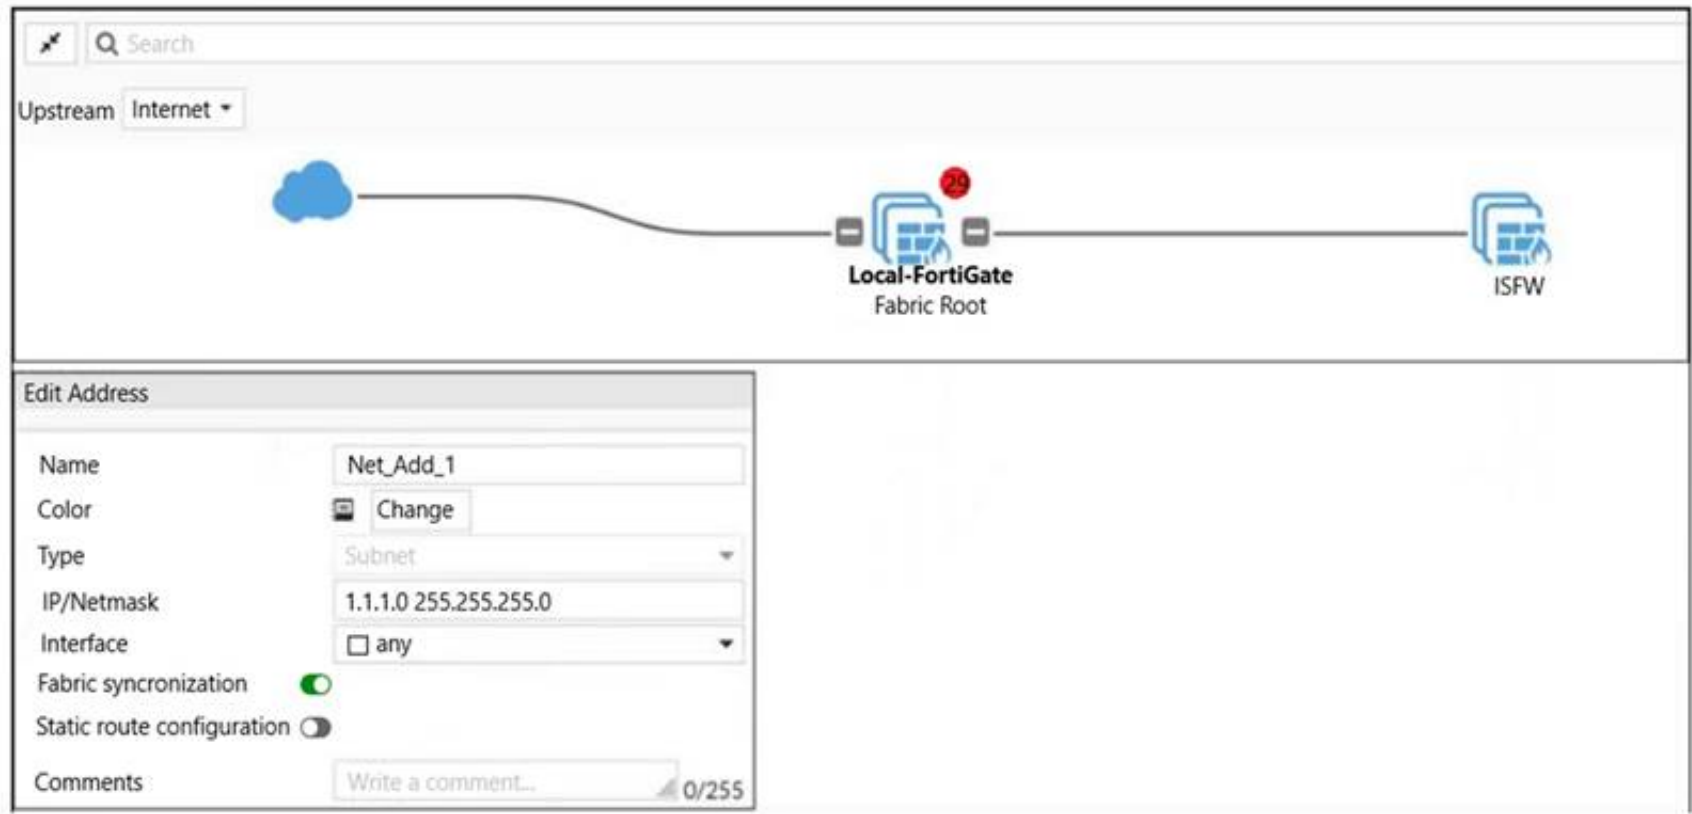 Search
Upstream Internet
29
Local-FortiGate
Fabric Root
ISFW
Edit Address
Name Net_Add_1
Color Change
Type Subnet
IP/Netmask 1.1.1.0 255.255.255.0
Interface any
Fabric syncronization
Static route configuration
Comments Write a comment... 0/255